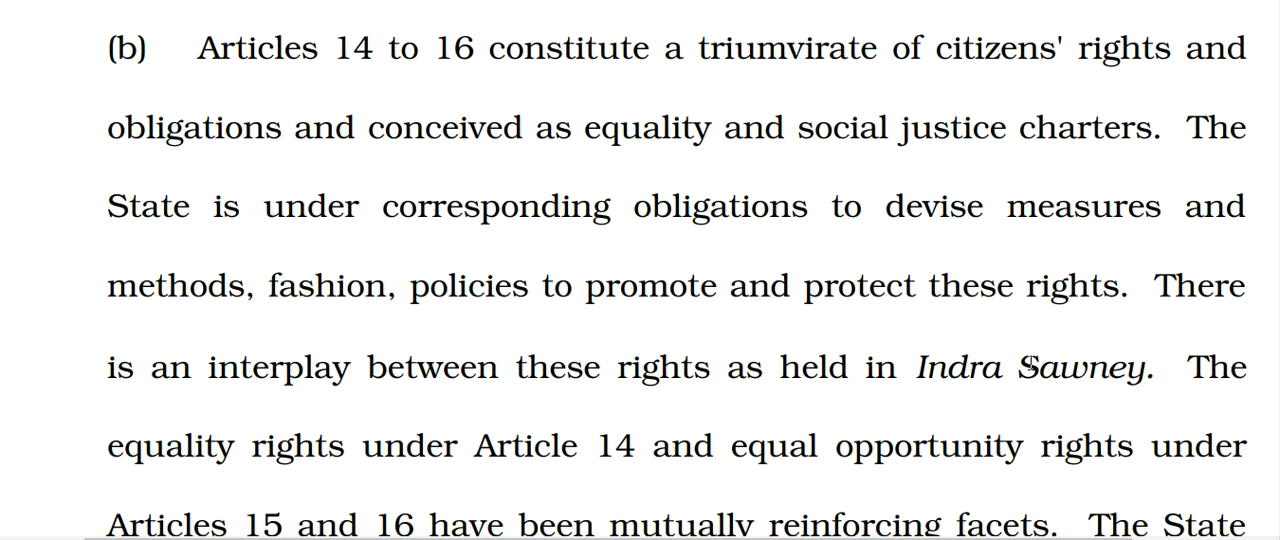 (b) Articles 14 to 16 constitute a triumvirate of citizens' rights and
obligations and conceived as equality and social justice charters. The
State is under corresponding obligations to devise measures and
methods, fashion, policies to promote and protect these rights. There
is an interplay between these rights as held in Indra Sawney. The
equality rights under Article 14 and equal opportunity rights under
Articles 15 and 16 have been mutually reinforcing facets. The State